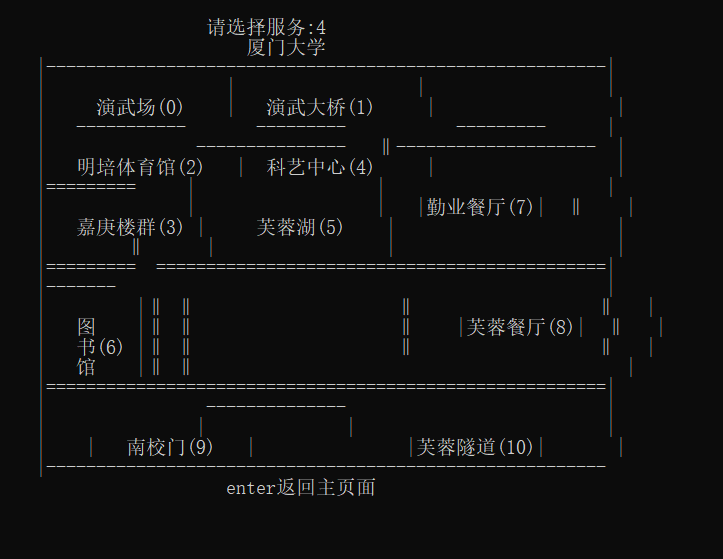 请选择服务:4
厦门大学
演武场(0) 演武大桥(1)
明培体育馆(2) 科艺中心(4)
勤业餐厅(7)
嘉庚楼群(3) 芙蓉湖(5)
图 芙蓉餐厅(8)
书(6)
馆
南校门(9) 芙蓉隧道(10)
enter返回主页面